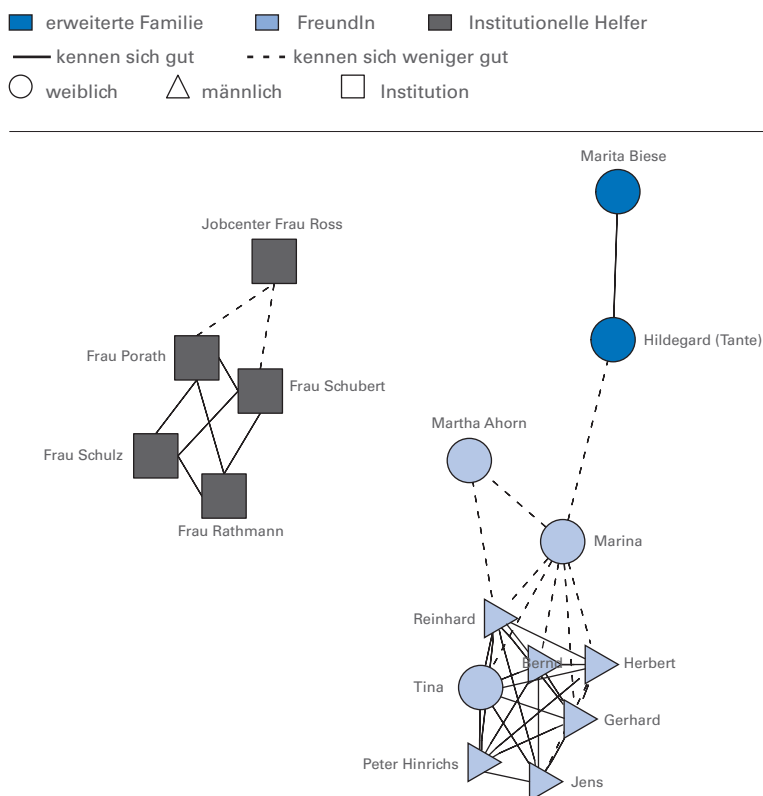 erweiterte Familie FreundIn Institutionelle Helfer
kennen sich gut kennen sich weniger gut
weiblich männlich Institution
Marita Biese
Jobcenter Frau Ross
Hildegard (Tante)
Frau Porath
Frau Schubert
Martha Ahorn
Frau Schulz
Frau Rathmann
Marina
Reinhard
Bernd
Herbert
Tina
Gerhard
Peter Hinrichs
Jens